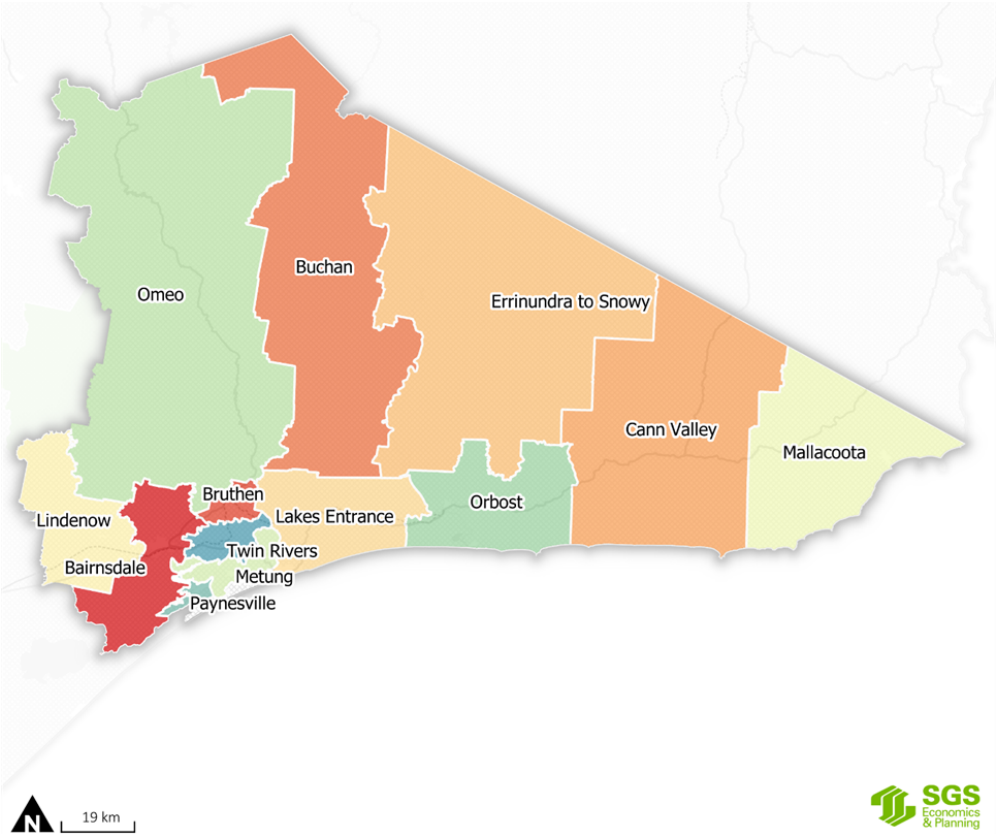 Buchan
Omeo
Errinundra to Snowy
Cann Valley
Mallacoota
Bruthen
Orbost
Lindenow
Lakes Entrance
Twin Rivers
Bairnsdale
Metung
Paynesville
N
19 km
SGS
Economics
& Planning